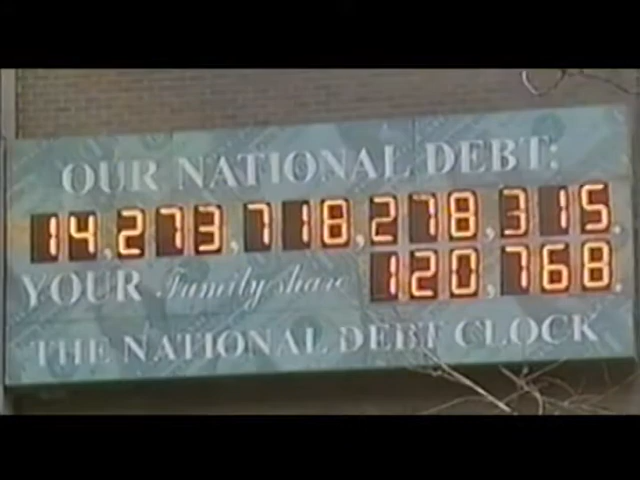 OUR NATIONAL DEBT:
14,273,718,278,315.
YOUR Family share 120,768.
THE NATIONAL DEBT CLOCK